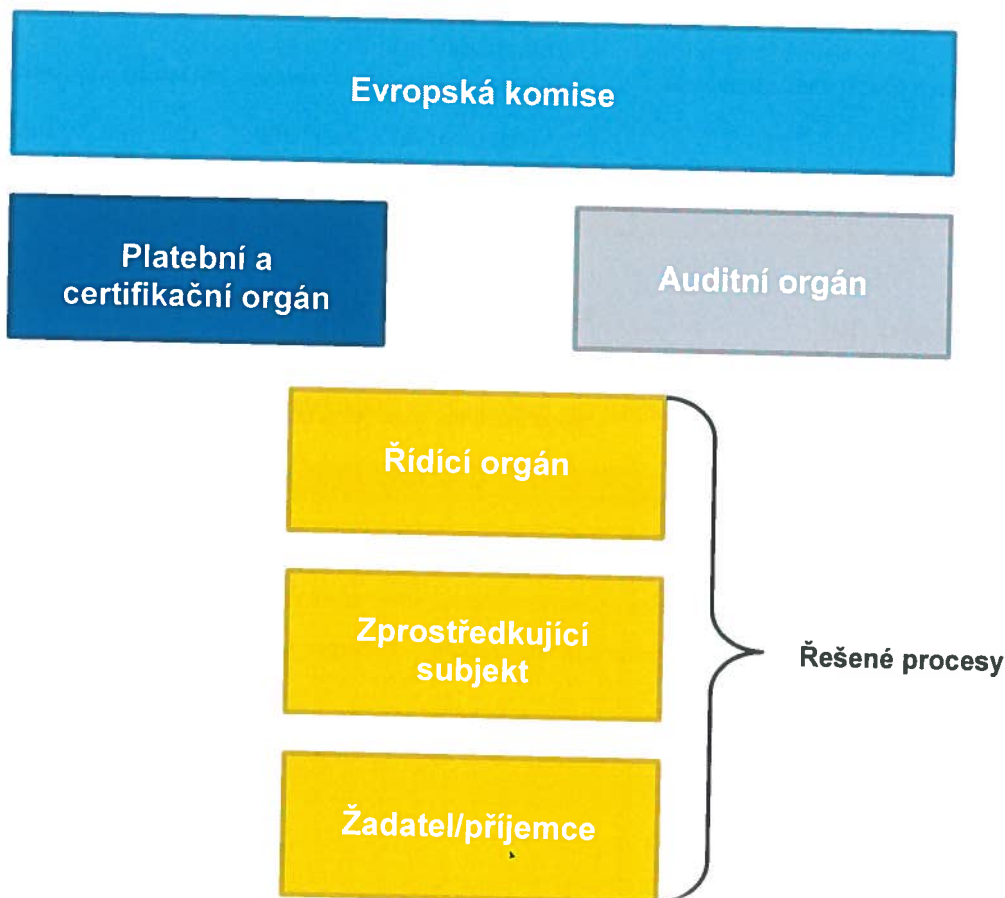 Evropská komise
Platební a
certifikační orgán
Auditní orgán
Řídící orgán
Zprostředkující
subjekt
Řešené procesy
Žadatel/příjemce